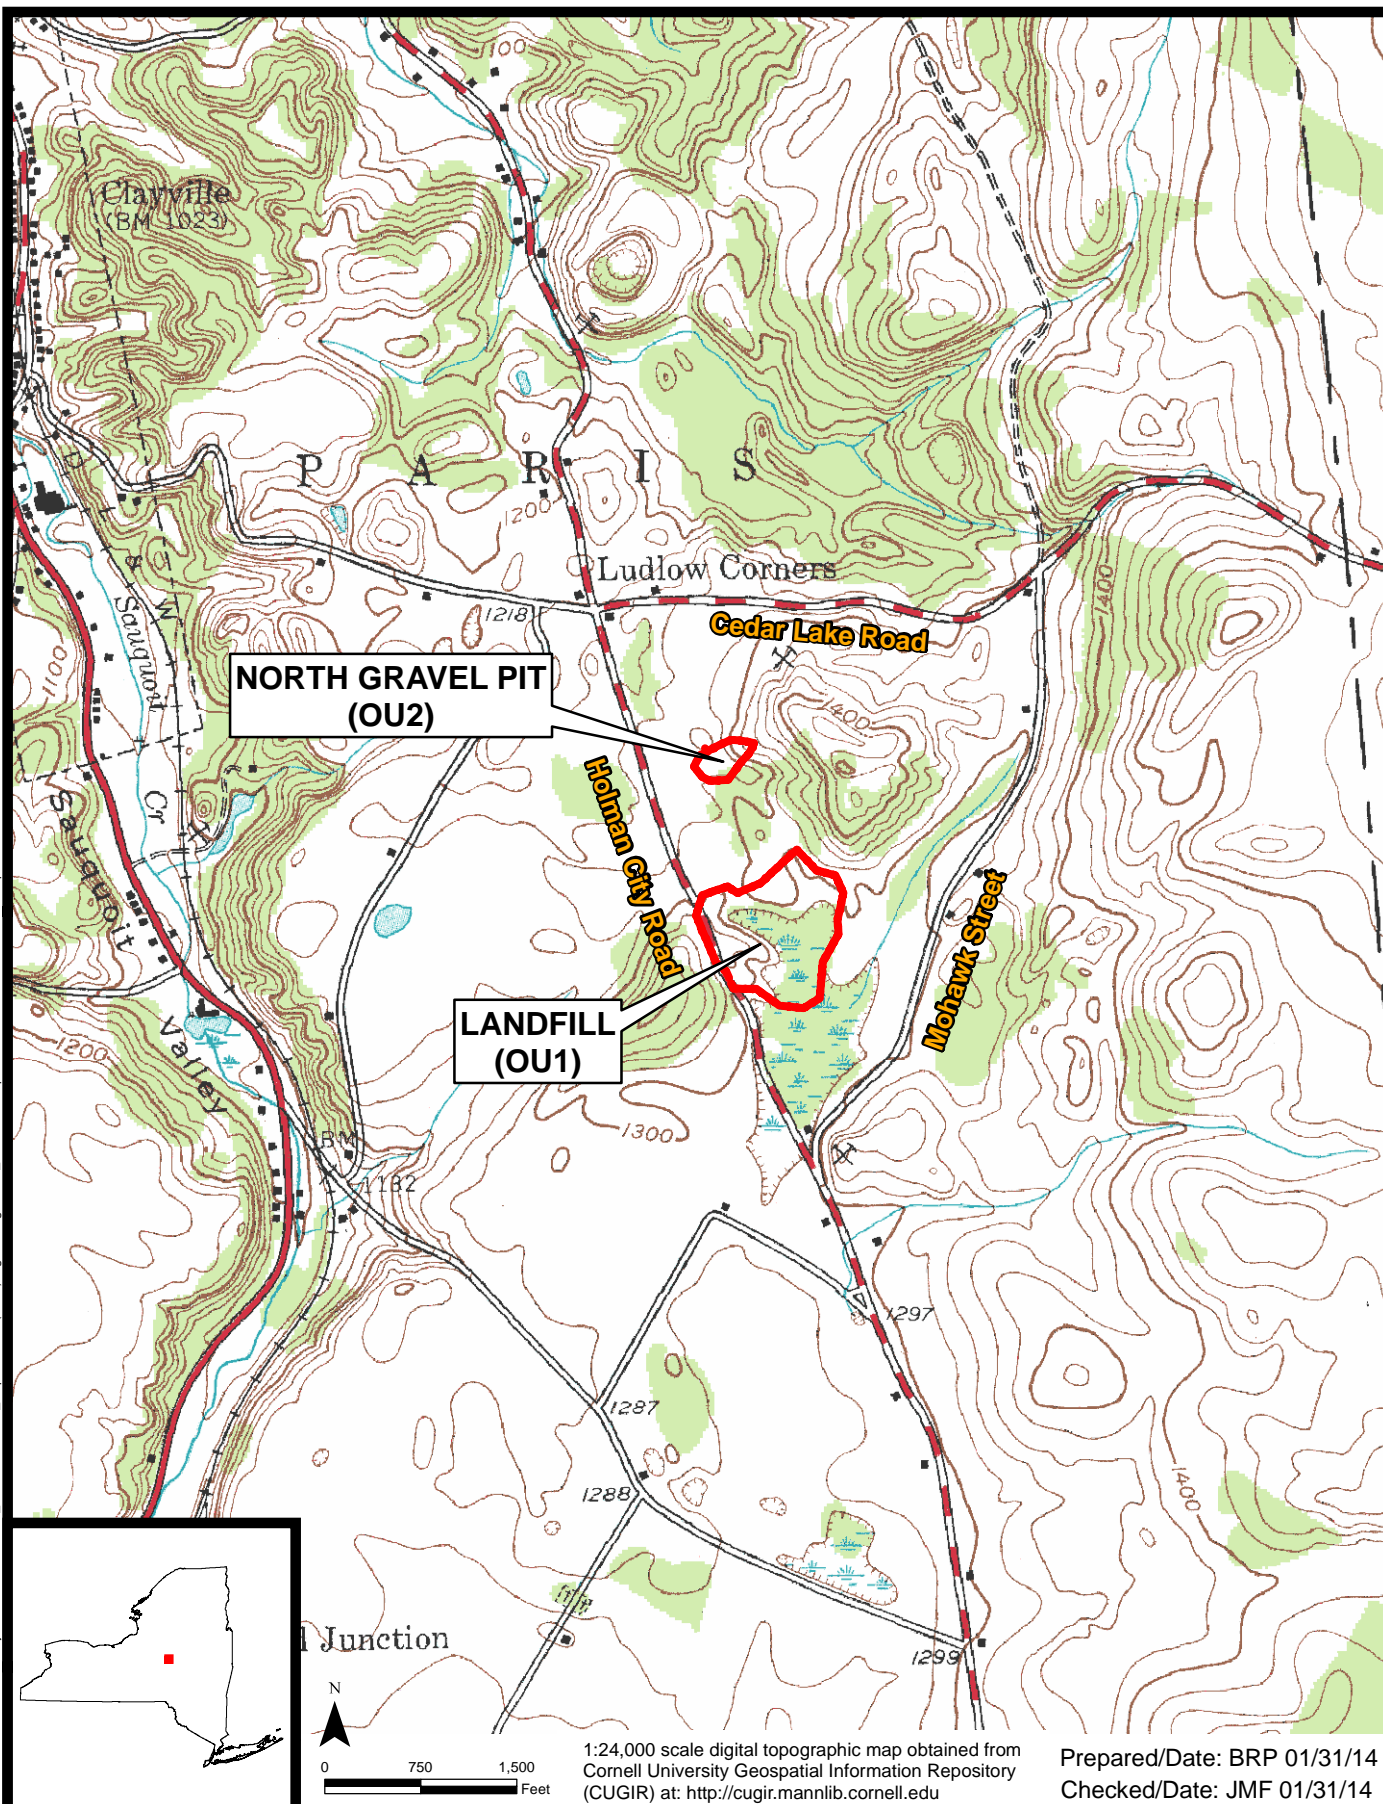 100
Clayville
(BM 1023)
P A R I S
1200
Ludlow Corners
D L & W
Sauquoit
Cr
1218
Cedar Lake Road
1400
1100
NORTH GRAVEL PIT
(OU2)
1400
Holman City Road
Sauquoit
Valley
Mohawk Street
LANDFILL
(OU1)
1200
1300
BM
1182
1297
1287
1288
1400
1299
l Junction
N
0 750 1,500
Feet
1:24,000 scale digital topographic map obtained from
Cornell University Geospatial Information Repository
(CUGIR) at: http://cugir.mannlib.cornell.edu
Prepared/Date: BRP 01/31/14
Checked/Date: JMF 01/31/14